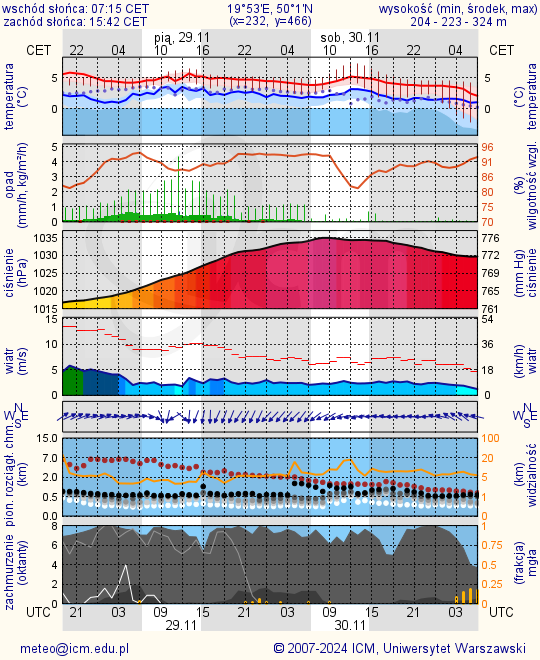 wschód słońca: 07:15 CET 19°53'E, 50°1'N wysokość (min, środek, max)
zachód słońca: 15:42 CET (x=232, y=466) 204 - 223 - 324 m
pią, 29.11 sob, 30.11
CET 22 04 10 16 22 04 10 16 22 04 CET
temperatura (°C)
5 5
0 0
temperatura (°C)
opad (mm/h, kg/m²/h)
5 96
4 91
3 86
2 80
1 75
0 70
(%) wilgotność wzgl.
ciśnienie (hPa)
1035 776
1030 772
1025 769
1020 765
1015 761
(mm Hg) ciśnienie
wiatr (m/s)
15 54
10 36
5 18
0 0
(km/h) wiatr
N W E S
N W E S
pion. rozciągł. chm. (km)
15.0 100
7.0 20
2.0 5
0.5 1
0.0 0
(km) widzialność
zachmurzenie (oktanty)
8 1
6 0.75
4 0.5
2 0.25
0 0
(frakcja) mgła
UTC 21 03 09 15 21 03 09 15 21 03 UTC
29.11 30.11
meteo@icm.edu.pl © 2007-2024 ICM, Uniwersytet Warszawski